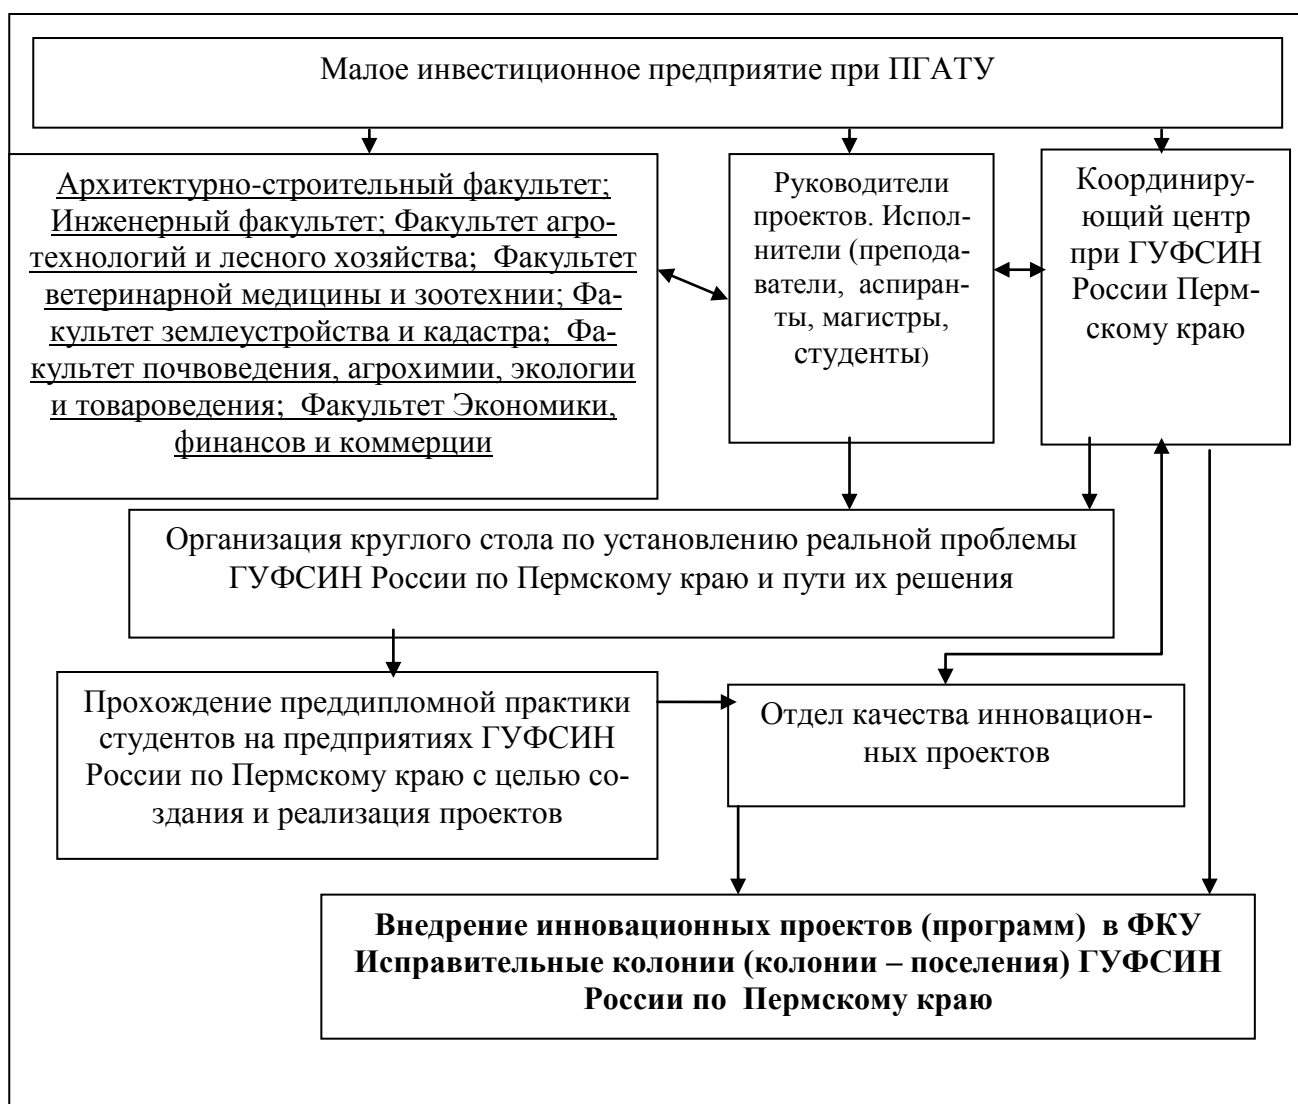 Малое инвестиционное предприятие при ПГАТУ
Архитектурно-строительный факультет;
Инженерный факультет; Факультет агро-
технологий и лесного хозяйства;  Факультет
ветеринарной медицины и зоотехнии; Фа-
культет землеустройства и кадастра;  Фа-
культет почвоведения, агрохимии, экологии
и товароведения;  Факультет Экономики,
финансов и коммерции
Руководители
проектов. Испол-
нители (препода-
ватели,  аспиран-
ты, магистры,
студенты)
Координиру-
ющий центр
при ГУФСИН
России Перм-
скому краю
Организация круглого стола по установлению реальной проблемы
ГУФСИН России по Пермскому краю и пути их решения
Прохождение преддипломной практики
студентов на предприятиях ГУФСИН
России по Пермскому краю с целью со-
здания и реализация проектов
Отдел качества инновацион-
ных проектов
Внедрение инновационных проектов (программ)  в ФКУ
Исправительные колонии (колонии – поселения) ГУФСИН
России по  Пермскому краю